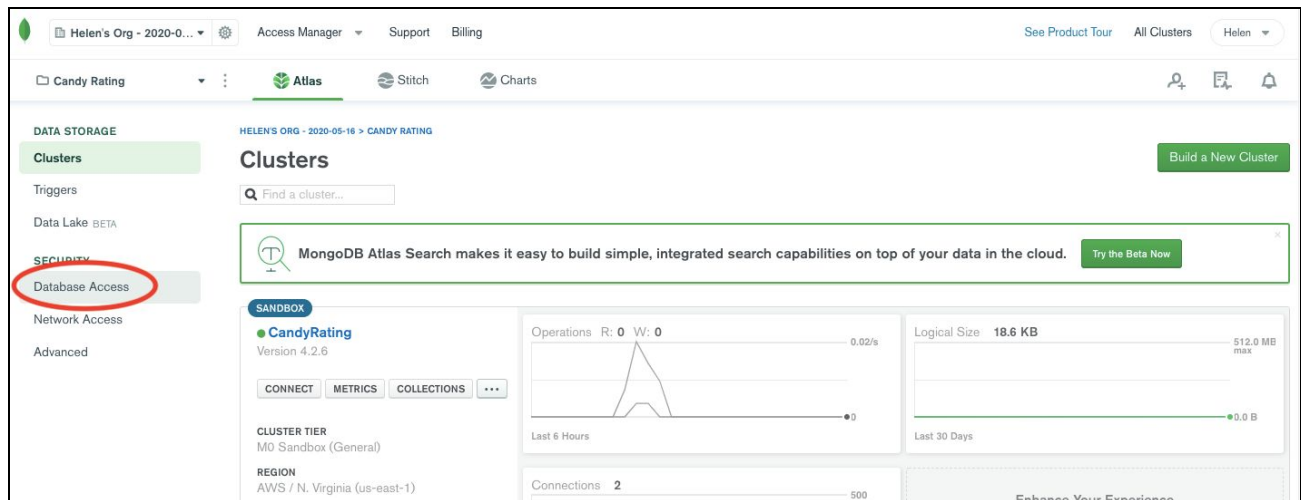 Helen's Org - 2020-0... Access Manager Support Billing See Product Tour All Clusters Helen
Candy Rating Atlas Stitch Charts
DATA STORAGE
Clusters
Triggers
Data Lake BETA
SECURITY
Database Access
Network Access
Advanced
HELEN'S ORG - 2020-05-16 > CANDY RATING
Clusters
Build a New Cluster
Find a cluster...
MongoDB Atlas Search makes it easy to build simple, integrated search capabilities on top of your data in the cloud. Try the Beta Now
SANDBOX
CandyRating
Version 4.2.6
CONNECT METRICS COLLECTIONS ...
CLUSTER TIER
M0 Sandbox (General)
REGION
AWS / N. Virginia (us-east-1)
Operations R: 0 W: 0
0.02/s
0
Last 6 Hours
Logical Size 18.6 KB
512.0 MB
max
0.0 B
Last 30 Days
Connections 2
500
Enhance Your Experience